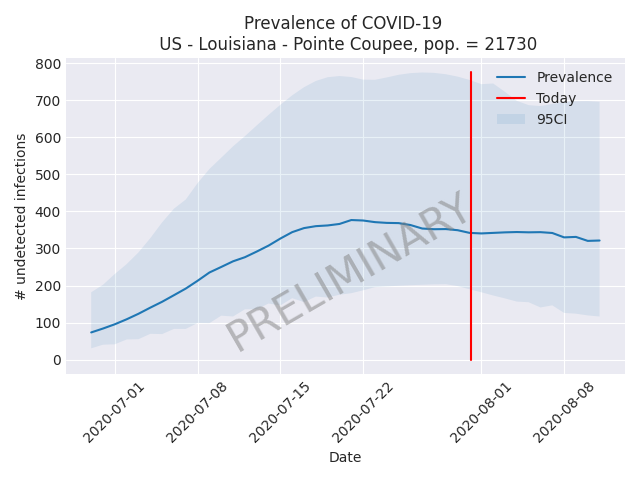 Prevalence of COVID-19
US - Louisiana - Pointe Coupee, pop. = 21730
800
700
600
500
400
300
200
100
0
# undetected infections
Prevalence
Today
95CI
PRELIMINARY
2020-07-01
2020-07-08
2020-07-15
2020-07-22
2020-08-01
2020-08-08
Date